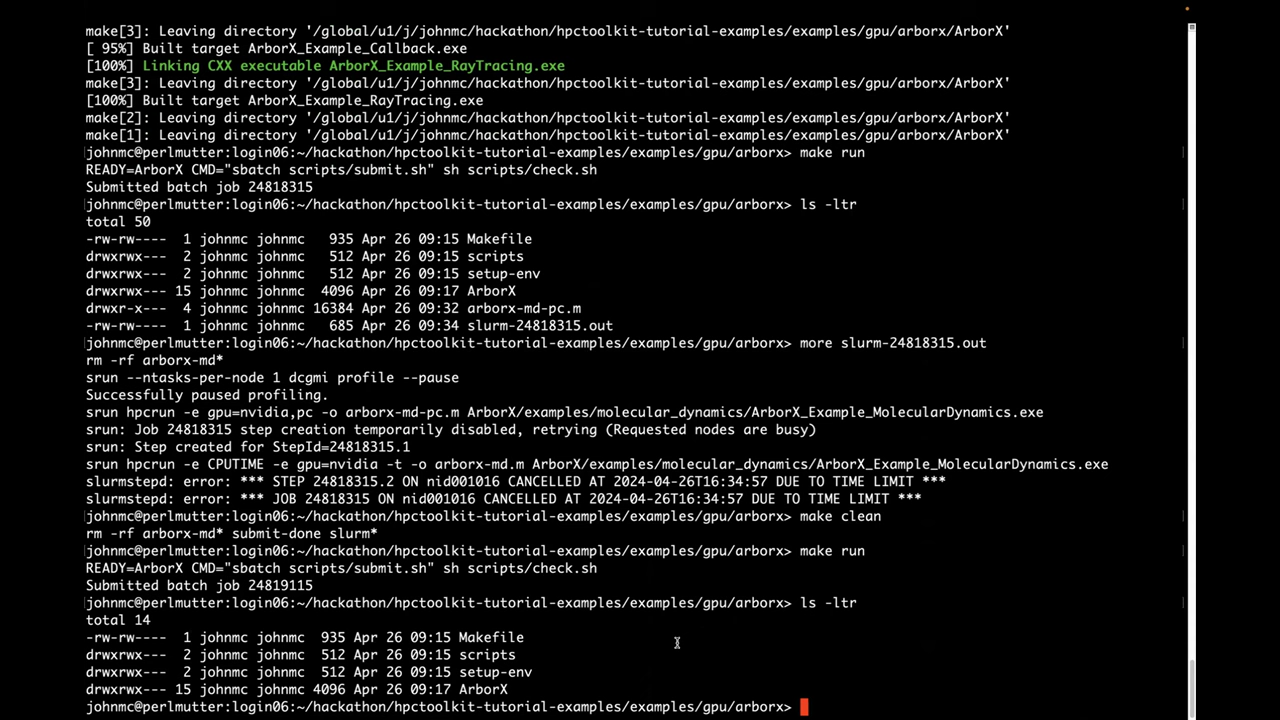 make[3]: Leaving directory '/global/u1/j/johnmc/hackathon/hpctoolkit-tutorial-examples/examples/gpu/arborx/ArborX'
[ 95%] Built target ArborX_Example_Callback.exe
[100%] Linking CXX executable ArborX_Example_RayTracing.exe
make[3]: Leaving directory '/global/u1/j/johnmc/hackathon/hpctoolkit-tutorial-examples/examples/gpu/arborx/ArborX'
[100%] Built target ArborX_Example_RayTracing.exe
make[2]: Leaving directory '/global/u1/j/johnmc/hackathon/hpctoolkit-tutorial-examples/examples/gpu/arborx/ArborX'
make[1]: Leaving directory '/global/u1/j/johnmc/hackathon/hpctoolkit-tutorial-examples/examples/gpu/arborx/ArborX'
johnmc@perlmutter:login06:~/hackathon/hpctoolkit-tutorial-examples/examples/gpu/arborx> make run
READY=ArborX CMD="sbatch scripts/submit.sh" sh scripts/check.sh
Submitted batch job 24818315
johnmc@perlmutter:login06:~/hackathon/hpctoolkit-tutorial-examples/examples/gpu/arborx> ls -ltr
total 50
-rw-rw---- 1 johnmc johnmc 935 Apr 26 09:15 Makefile
drwxrwx--- 2 johnmc johnmc 512 Apr 26 09:15 scripts
drwxrwx--- 2 johnmc johnmc 512 Apr 26 09:15 setup-env
drwxrwx--- 15 johnmc johnmc 4096 Apr 26 09:17 ArborX
drwxr-x--- 4 johnmc johnmc 16384 Apr 26 09:32 arborx-md-pc.m
-rw-rw---- 1 johnmc johnmc 685 Apr 26 09:34 slurm-24818315.out
johnmc@perlmutter:login06:~/hackathon/hpctoolkit-tutorial-examples/examples/gpu/arborx> more slurm-24818315.out
rm -rf arborx-md*
srun --ntasks-per-node 1 dcgmi profile --pause
Successfully paused profiling.
srun hpcrun -e gpu=nvidia,pc -o arborx-md-pc.m ArborX/examples/molecular_dynamics/ArborX_Example_MolecularDynamics.exe
srun: Job 24818315 step creation temporarily disabled, retrying (Requested nodes are busy)
srun: Step created for StepId=24818315.1
srun hpcrun -e CPUTIME -e gpu=nvidia -t -o arborx-md.m ArborX/examples/molecular_dynamics/ArborX_Example_MolecularDynamics.exe
slurmstepd: error: *** STEP 24818315.2 ON nid001016 CANCELLED AT 2024-04-26T16:34:57 DUE TO TIME LIMIT ***
slurmstepd: error: *** JOB 24818315 ON nid001016 CANCELLED AT 2024-04-26T16:34:57 DUE TO TIME LIMIT ***
johnmc@perlmutter:login06:~/hackathon/hpctoolkit-tutorial-examples/examples/gpu/arborx> make clean
rm -rf arborx-md* submit-done slurm*
johnmc@perlmutter:login06:~/hackathon/hpctoolkit-tutorial-examples/examples/gpu/arborx> make run
READY=ArborX CMD="sbatch scripts/submit.sh" sh scripts/check.sh
Submitted batch job 24819115
johnmc@perlmutter:login06:~/hackathon/hpctoolkit-tutorial-examples/examples/gpu/arborx> ls -ltr
total 14
-rw-rw---- 1 johnmc johnmc 935 Apr 26 09:15 Makefile
drwxrwx--- 2 johnmc johnmc 512 Apr 26 09:15 scripts
drwxrwx--- 2 johnmc johnmc 512 Apr 26 09:15 setup-env
drwxrwx--- 15 johnmc johnmc 4096 Apr 26 09:17 ArborX
johnmc@perlmutter:login06:~/hackathon/hpctoolkit-tutorial-examples/examples/gpu/arborx>